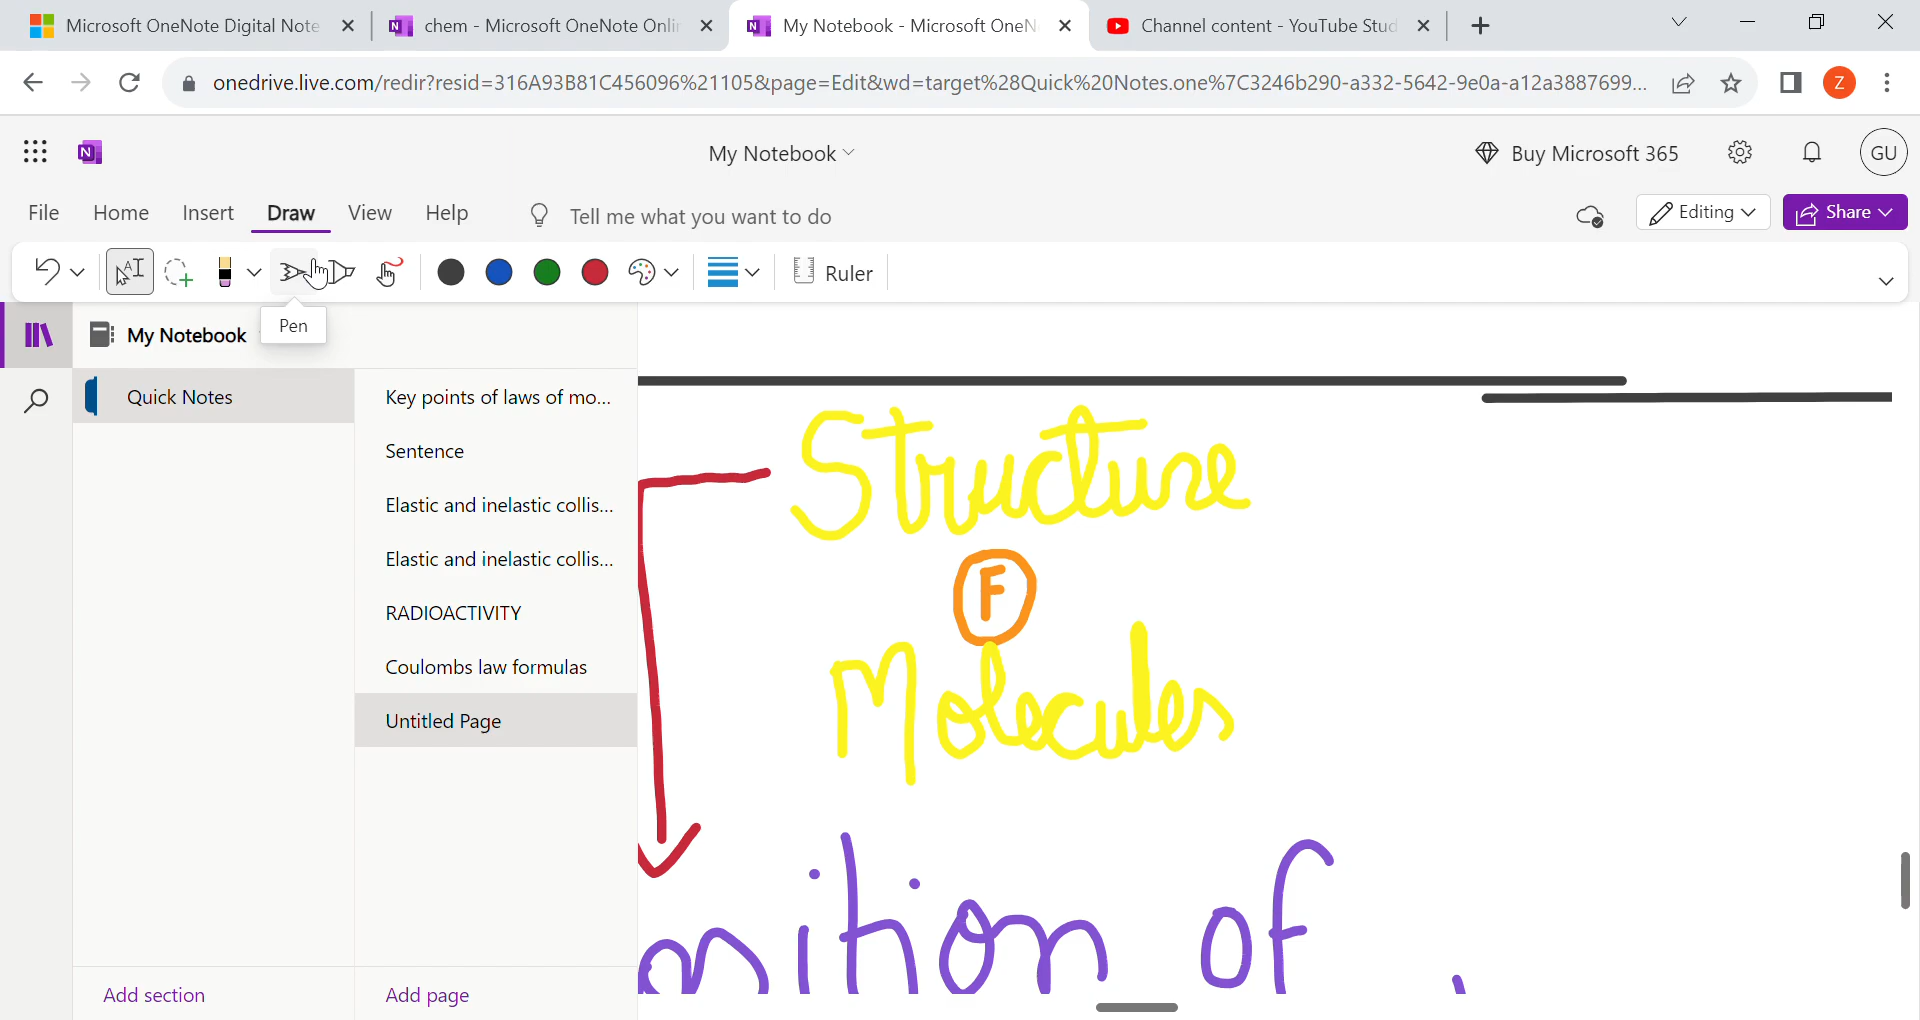 Microsoft OneNote Digital Note
chem - Microsoft OneNote Onli
My Notebook - Microsoft OneN
Channel content - YouTube Stud
onedrive.live.com/redir?resid=316A93B81C456096%21105&page=Edit&wd=target%28Quick%20Notes.one%7C3246b290-a332-5642-9e0a-a12a3887699...
Z
N
My Notebook
Buy Microsoft 365
GU
File Home Insert Draw View Help Tell me what you want to do
Editing
Share
Ruler
Pen
My Notebook
Quick Notes
Key points of laws of mo...
Sentence
Elastic and inelastic collis...
Elastic and inelastic collis...
RADIOACTIVITY
Coulombs law formulas
Untitled Page
Add section
Add page
Structure
F
Molecules
nition of